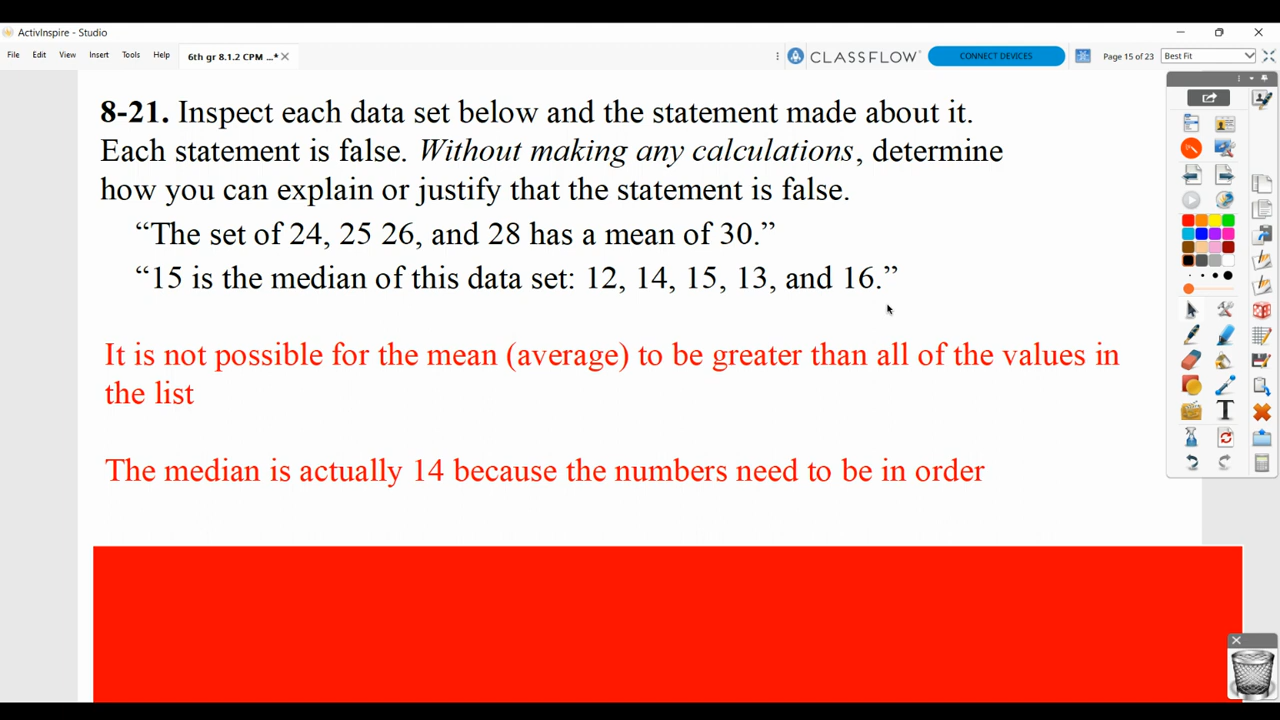 ActivInspire - Studio
File Edit View Insert Tools Help 6th gr 8.1.2 CPM ...* CLASSFLOW CONNECT DEVICES Page 15 of 23 Best Fit
8-21. Inspect each data set below and the statement made about it.
Each statement is false. Without making any calculations, determine
how you can explain or justify that the statement is false.
“The set of 24, 25 26, and 28 has a mean of 30.”
“15 is the median of this data set: 12, 14, 15, 13, and 16.”
It is not possible for the mean (average) to be greater than all of the values in
the list
The median is actually 14 because the numbers need to be in order